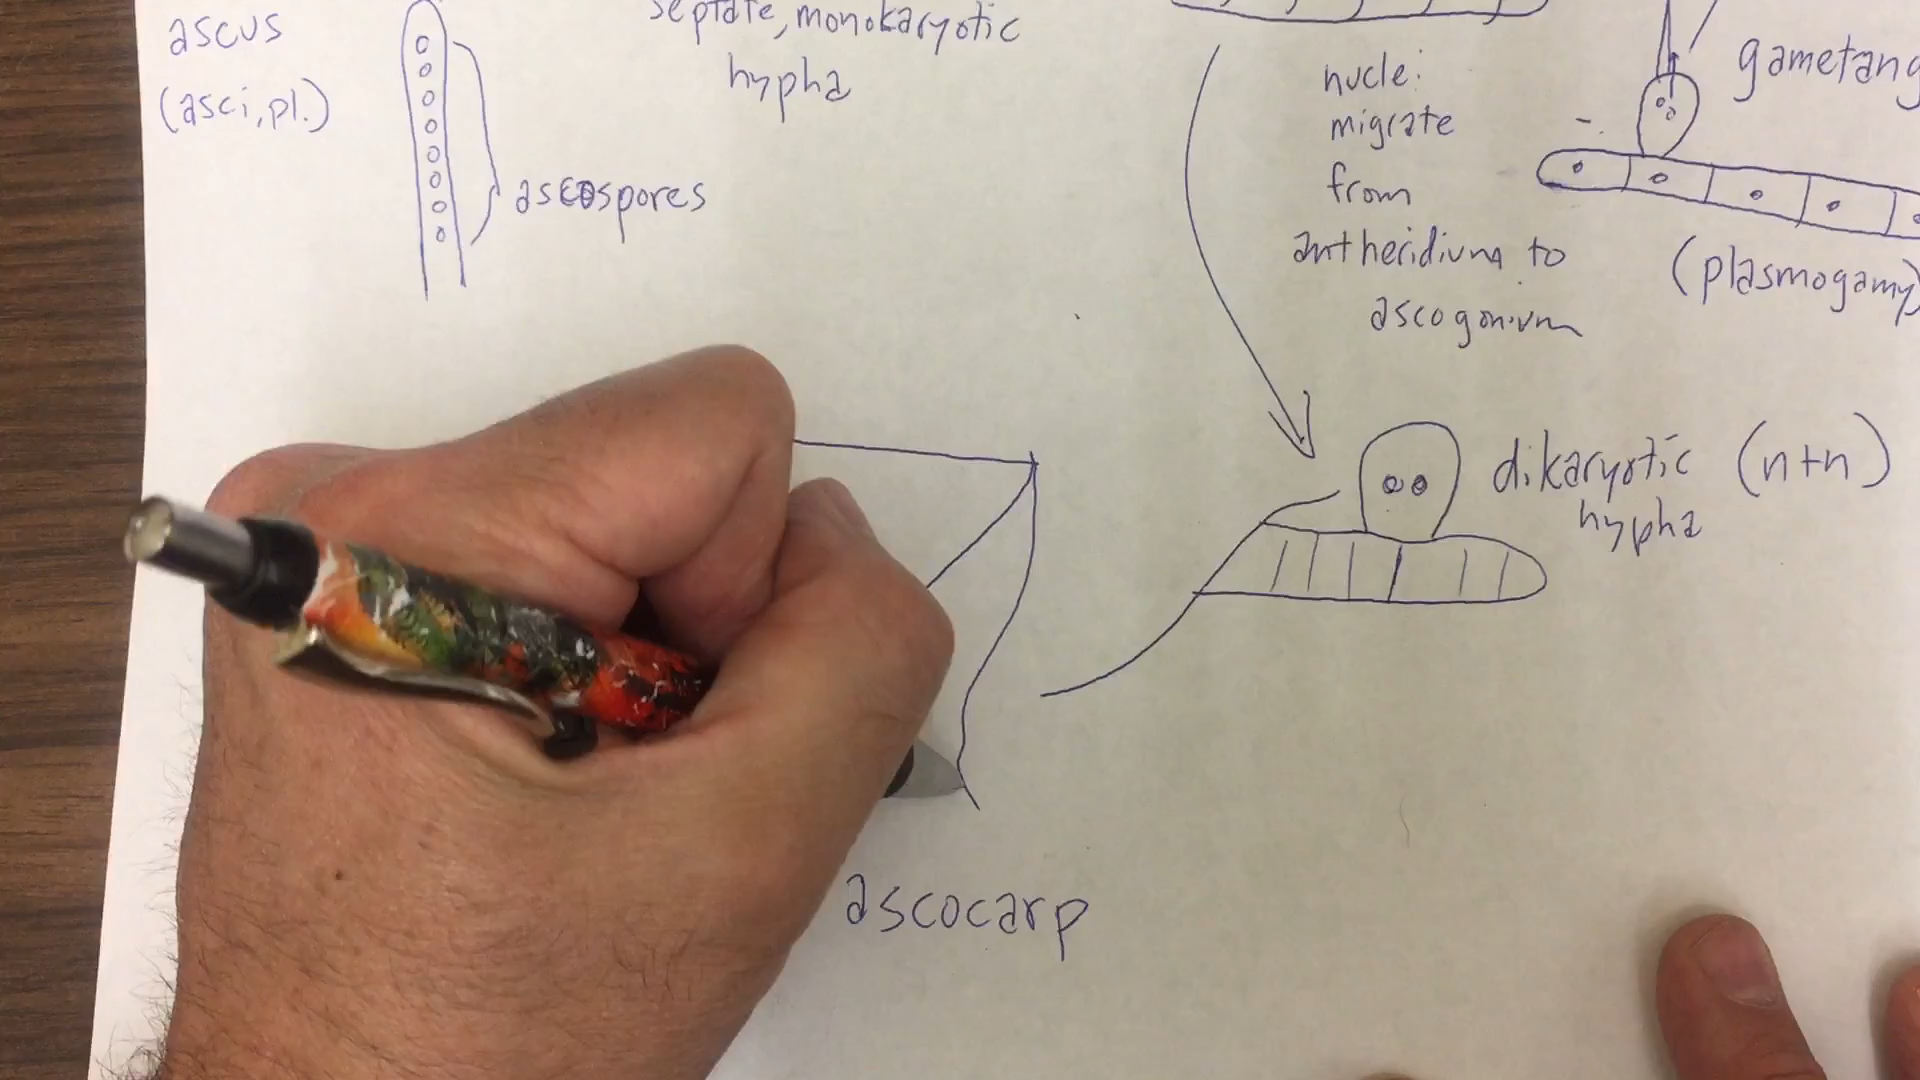 ascus
(asci, pl.)
ascospores
septate, monokaryotic
hypha
nuclei
migrate
from
antheridium to
ascogonium
gametang
(plasmogamy)
dikaryotic (n+n)
hypha
ascocarp